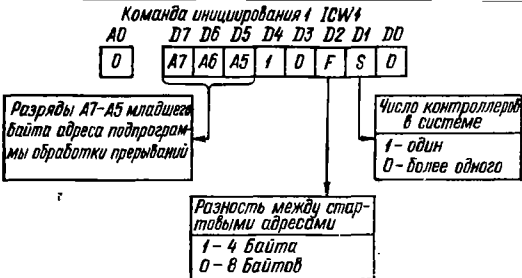 Команда инициирования 1 ICW1
A0 D7 D6 D5 D4 D3 D2 D1 D0
0 A7 A6 A5 1 0 F S 0
Разряды A7-A5 младшего
байта адреса подпрограм-
мы обработки прерываний
Число контроллеров
в системе
1- один
0- более одного
Разность между стар-
товыми адресами
1- 4 байта
0- 8 байтов